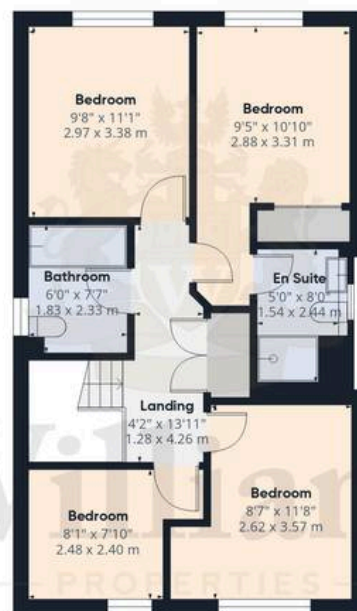 Bedroom
9'8" x 11'1"
2.97 x 3.38 m
Bedroom
9'5" x 10'10"
2.88 x 3.31 m
Bathroom
6'0" x 7'7"
1.83 x 2.33 m
En Suite
5'0" x 8'0"
1.54 x 2.44 m
Landing
4'2" x 13'11"
1.28 x 4.26 m
Bedroom
8'1" x 7'10"
2.48 x 2.40 m
Bedroom
8'7" x 11'8"
2.62 x 3.57 m
PROPERTIES